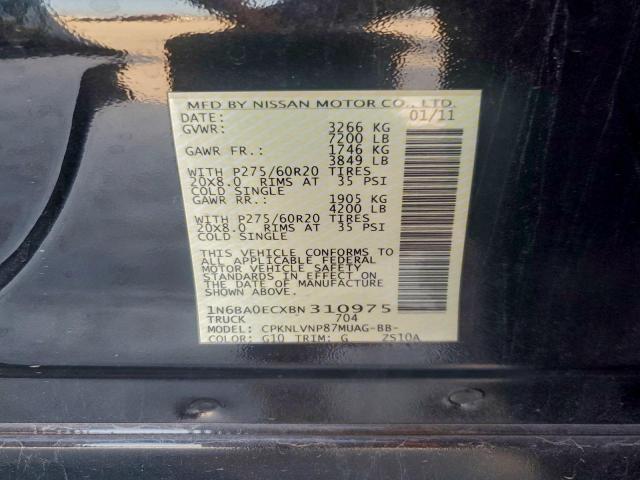 MFD BY NISSAN MOTOR CO., LTD.
DATE: 01/11
GVWR: 3266 KG
7200 LB
GAWR FR.: 1746 KG
3849 LB
WITH P275/60R20 TIRES
20X8.0 RIMS AT 35 PSI
COLD SINGLE
GAWR RR.: 1905 KG
4200 LB
WITH P275/60R20 TIRES
20X8.0 RIMS AT 35 PSI
COLD SINGLE
THIS VEHICLE CONFORMS TO
ALL APPLICABLE FEDERAL
MOTOR VEHICLE SAFETY
STANDARDS IN EFFECT ON
THE DATE OF MANUFACTURE
SHOWN ABOVE.
1N6BA0ECXBN310975
TRUCK 704
MODEL: CPKNLVNP87MUAG-BB-
COLOR: G10 TRIM: G ZS10A